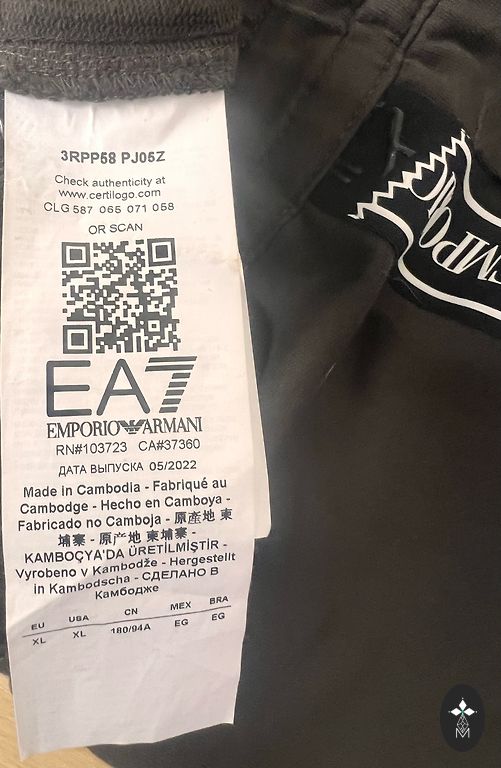 3RPP58 PJ05Z
Check authenticity at
www.certilogo.com
CLG 587 065 071 058
OR SCAN
EA7
EMPORIO ARMANI
RN#103723 CA#37360
ДАТА ВЫПУСКА 05/2022
Made in Cambodia - Fabriqué au
Cambodge - Hecho en Camboya -
Fabricado no Camboja - 原産地 柬
埔寨 - 原产地 柬埔寨 -
KAMBOÇYA'DA ÜRETİLMİŞTİR -
Vyrobeno v Kambodže - Hergestellt
in Kambodscha - СДЕЛАНО В
Камбодже
EU USA CN MEX BRA
XL XL 180/94A EG EG